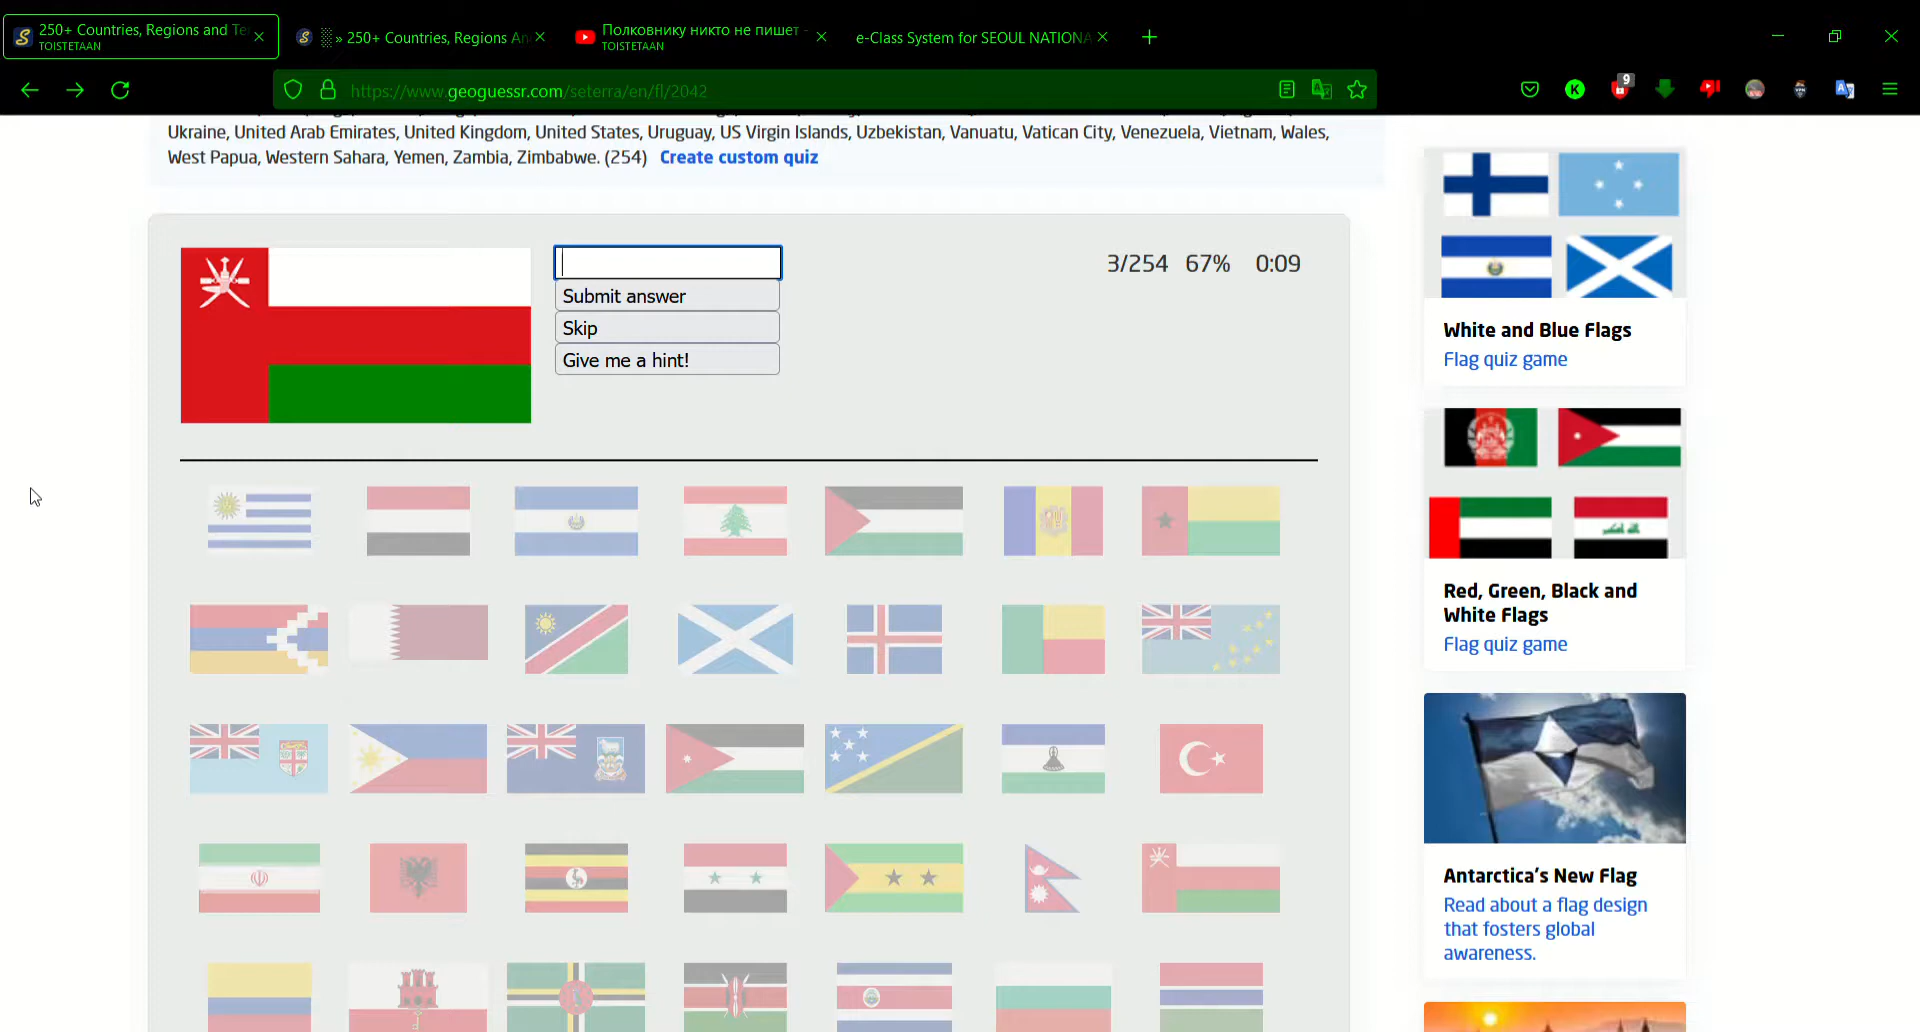 250+ Countries, Regions and Te
TOISTETAAN
» 250+ Countries, Regions An
Полковнику никто не пишет -
TOISTETAAN
e-Class System for SEOUL NATIONA
https://www.geoguessr.com/seterra/en/fl/2042
9
K
Ukraine, United Arab Emirates, United Kingdom, United States, Uruguay, US Virgin Islands, Uzbekistan, Vanuatu, Vatican City, Venezuela, Vietnam, Wales,
West Papua, Western Sahara, Yemen, Zambia, Zimbabwe. (254) Create custom quiz
Submit answer
Skip
Give me a hint!
3/254 67% 0:09
White and Blue Flags
Flag quiz game
Red, Green, Black and
White Flags
Flag quiz game
Antarctica's New Flag
Read about a flag design
that fosters global
awareness.